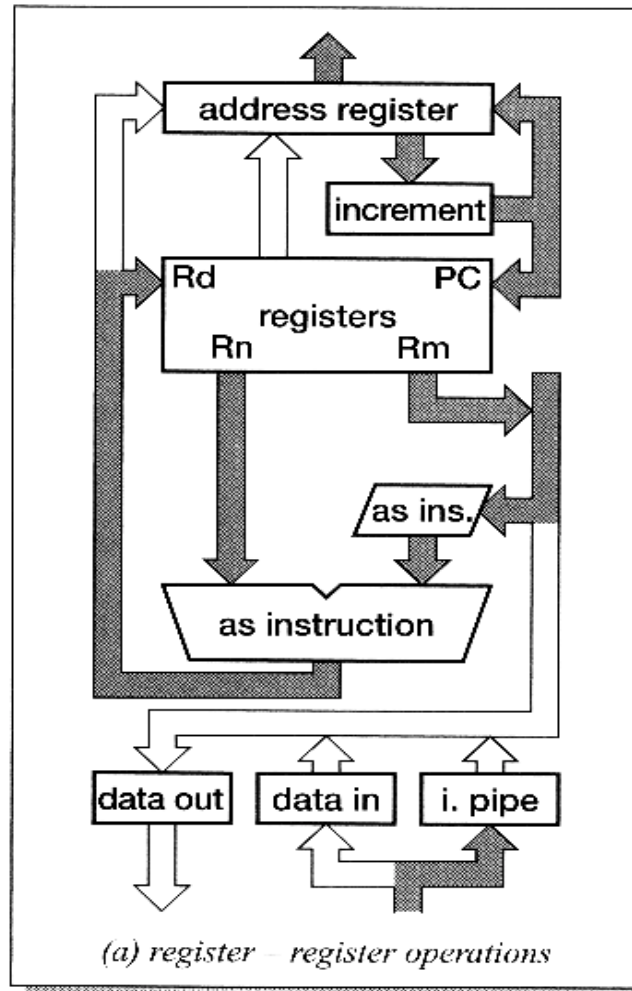 address register
increment
Rd PC
registers
Rn Rm
as ins.
as instruction
data out data in i. pipe
(a) register – register operations